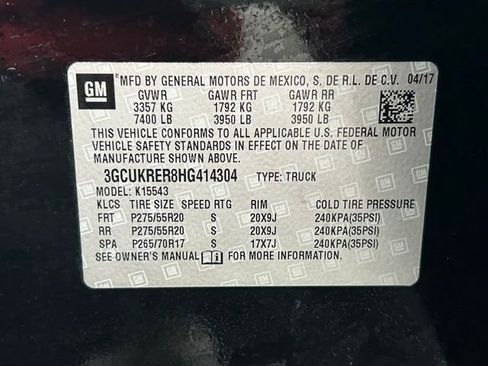 GM MFD BY GENERAL MOTORS DE MEXICO, S. DE R.L. DE C.V. 04/17
GVWR GAWR FRT GAWR RR
3357 KG 1792 KG 1792 KG
7400 LB 3950 LB 3950 LB
THIS VEHICLE CONFORMS TO ALL APPLICABLE U.S. FEDERAL MOTOR
VEHICLE SAFETY STANDARDS IN EFFECT ON THE DATE OF
MANUFACTURE SHOWN ABOVE.
3GCUKRER8HG414304 TYPE: TRUCK
MODEL: K15543
KLCS TIRE SIZE SPEED RTG RIM COLD TIRE PRESSURE
FRT P275/55R20 S 20X9J 240KPA(35PSI)
RR P275/55R20 S 20X9J 240KPA(35PSI)
SPA P265/70R17 S 17X7J 240KPA(35PSI)
SEE OWNER'S MANUAL FOR MORE INFORMATION.